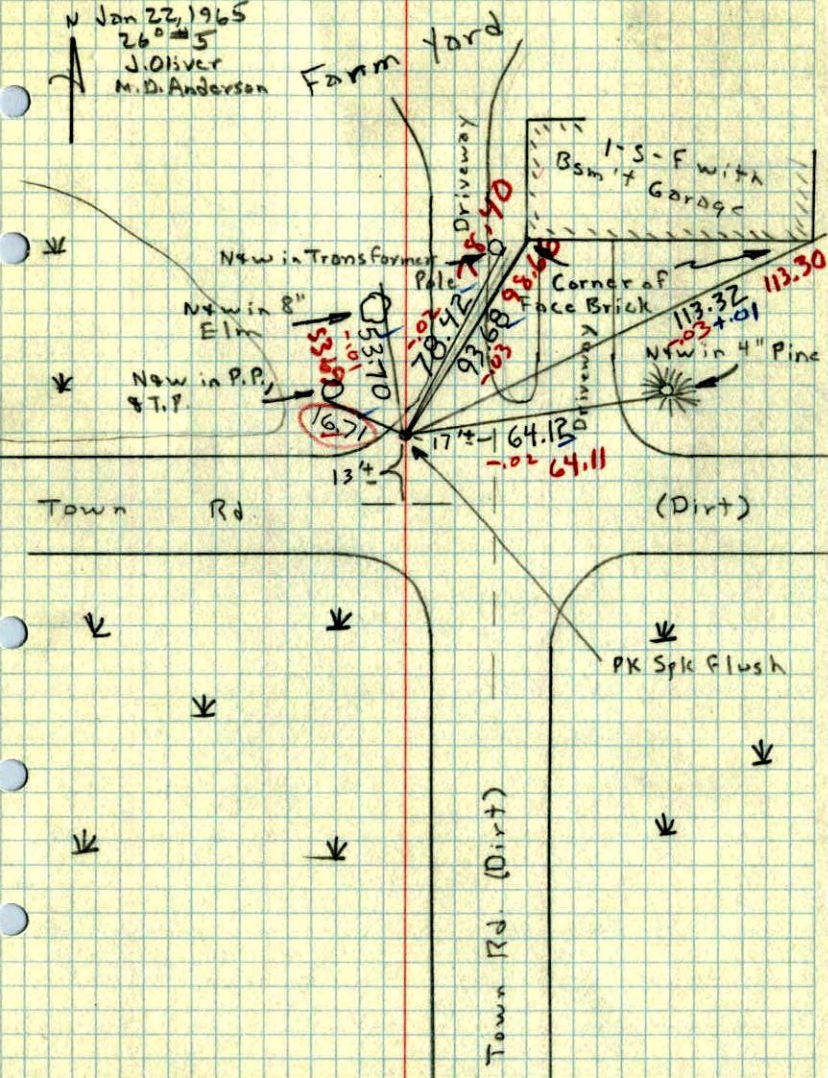 N
Jan 22, 1965
26° #5
J. Oliver
M.D. Anderson
Farm Yard
Driveway
1-S-F with
Bsm't Garage
N&W in Transformer
Pole
78.40
78.42
-.02
93.68
-.03
Corner of
Face Brick
113.30
113.32
-.03 +.01
N&W in 8"
Elm
53.70
-.01
53.69
N&W in 4" Pine
N&W in P.P.
& T.P.
16.71
Driveway
17'±
64.13
-.02
64.11
13'±
Town Rd
(Dirt)
PK Spk Flush
Town Rd. (Dirt)